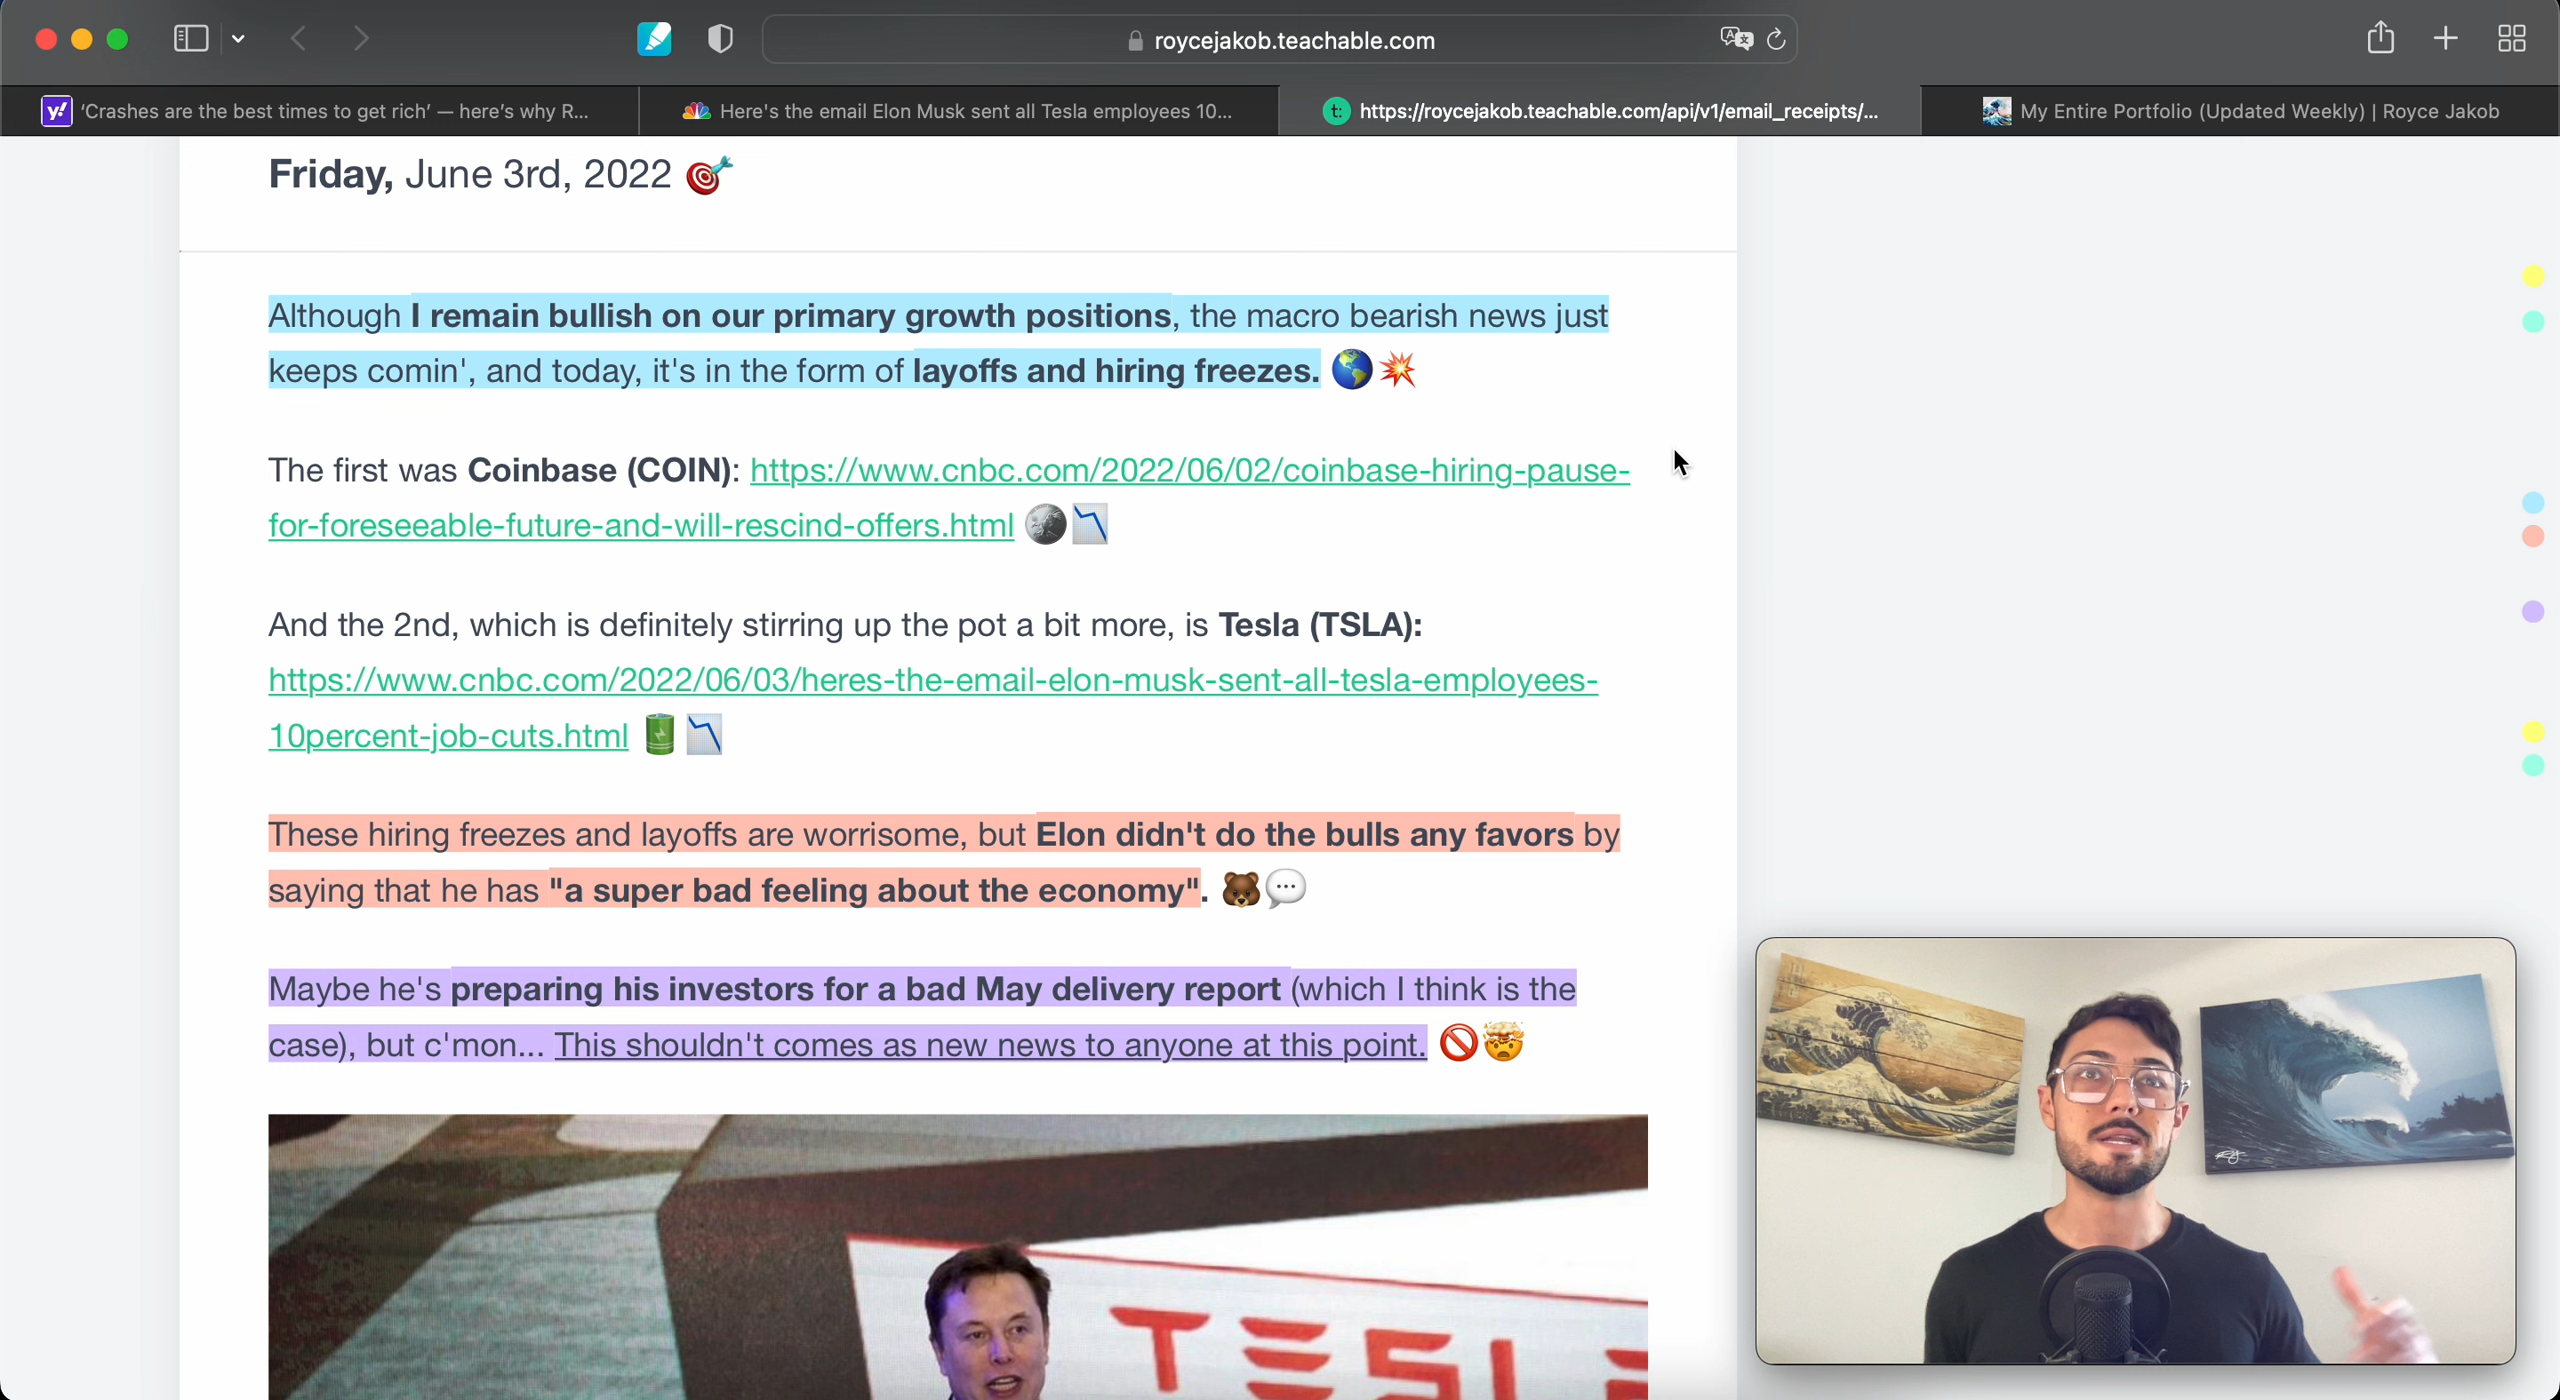 roycejakob.teachable.com
'Crashes are the best times to get rich' — here's why R...
Here's the email Elon Musk sent all Tesla employees 10...
https://roycejakob.teachable.com/api/v1/email_receipts/...
My Entire Portfolio (Updated Weekly) | Royce Jakob
Friday, June 3rd, 2022
Although I remain bullish on our primary growth positions, the macro bearish news just
keeps comin', and today, it's in the form of layoffs and hiring freezes.
The first was Coinbase (COIN): https://www.cnbc.com/2022/06/02/coinbase-hiring-pause-
for-foreseeable-future-and-will-rescind-offers.html
And the 2nd, which is definitely stirring up the pot a bit more, is Tesla (TSLA):
https://www.cnbc.com/2022/06/03/heres-the-email-elon-musk-sent-all-tesla-employees-
10percent-job-cuts.html
These hiring freezes and layoffs are worrisome, but Elon didn't do the bulls any favors by
saying that he has "a super bad feeling about the economy".
Maybe he's preparing his investors for a bad May delivery report (which I think is the
case), but c'mon... This shouldn't comes as new news to anyone at this point.
TESL